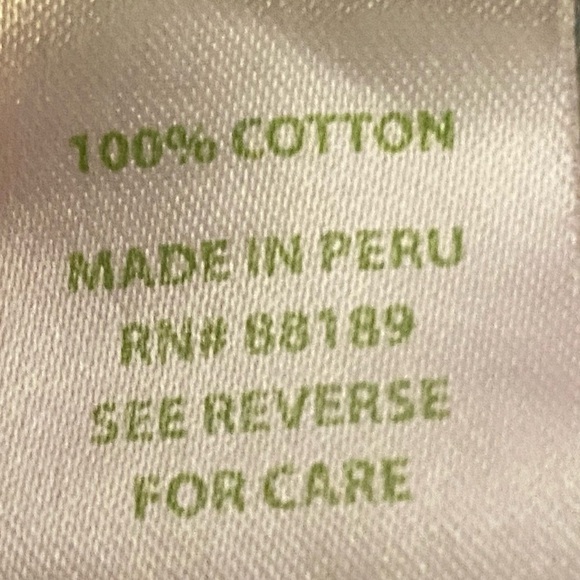 100% COTTON
MADE IN PERU
RN# 88189
SEE REVERSE
FOR CARE